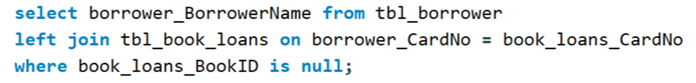 select borrower_BorrowerName from tbl_borrower
left join tbl_book_loans on borrower_CardNo = book_loans_CardNo
where book_loans_BookID is null;